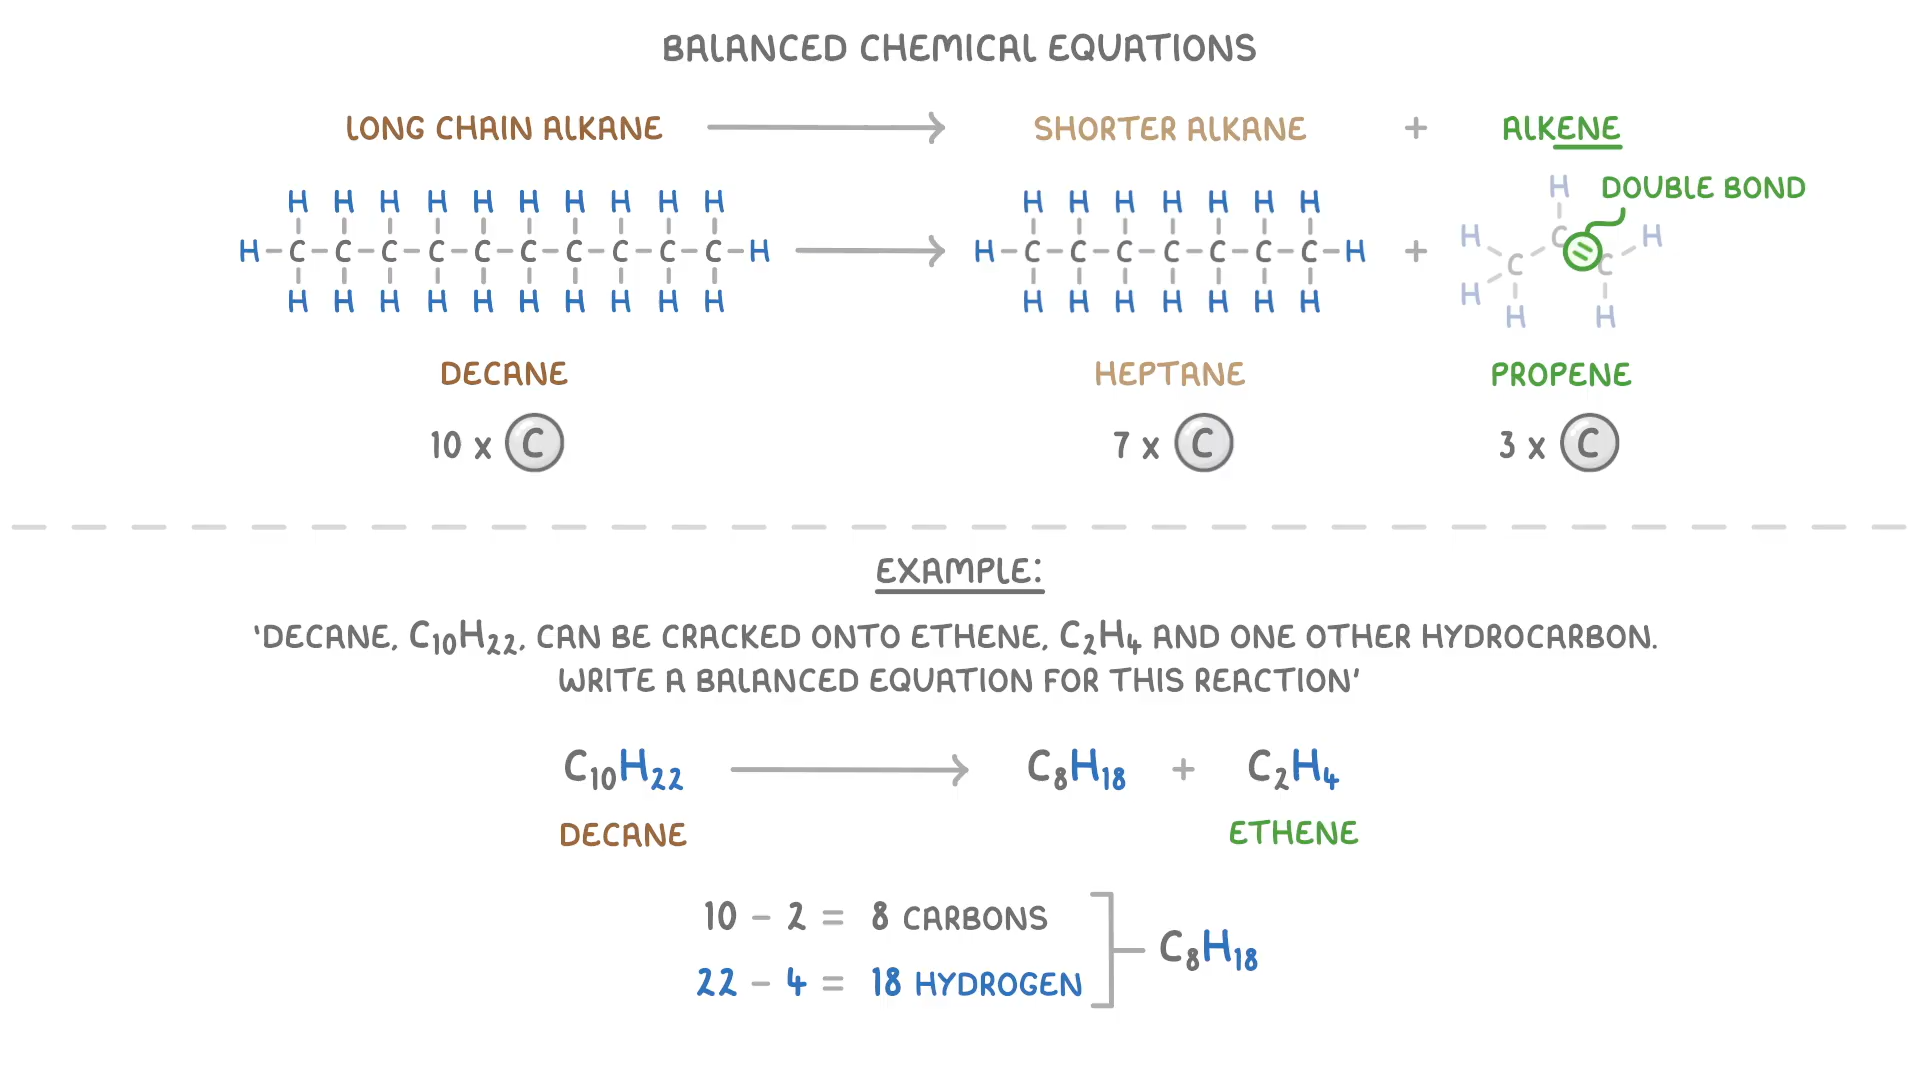 BALANCED CHEMICAL EQUATIONS
LONG CHAIN ALKANE → SHORTER ALKANE + ALKENE
DOUBLE BOND
H H H H H H H H H H
H-C-C-C-C-C-C-C-C-C-C-H
H H H H H H H H H H
→
H H H H H H H
H-C-C-C-C-C-C-C-H
H H H H H H H
+
H
H C H
C C
H
H H
DECANE HEPTANE PROPENE
10 x C 7 x C 3 x C
EXAMPLE:
'DECANE, C₁₀H₂₂, CAN BE CRACKED ONTO ETHENE, C₂H₄ AND ONE OTHER HYDROCARBON.
WRITE A BALANCED EQUATION FOR THIS REACTION'
C₁₀H₂₂ → C₈H₁₈ + C₂H₄
DECANE ETHENE
10 - 2 = 8 CARBONS
C₈H₁₈
22 - 4 = 18 HYDROGEN